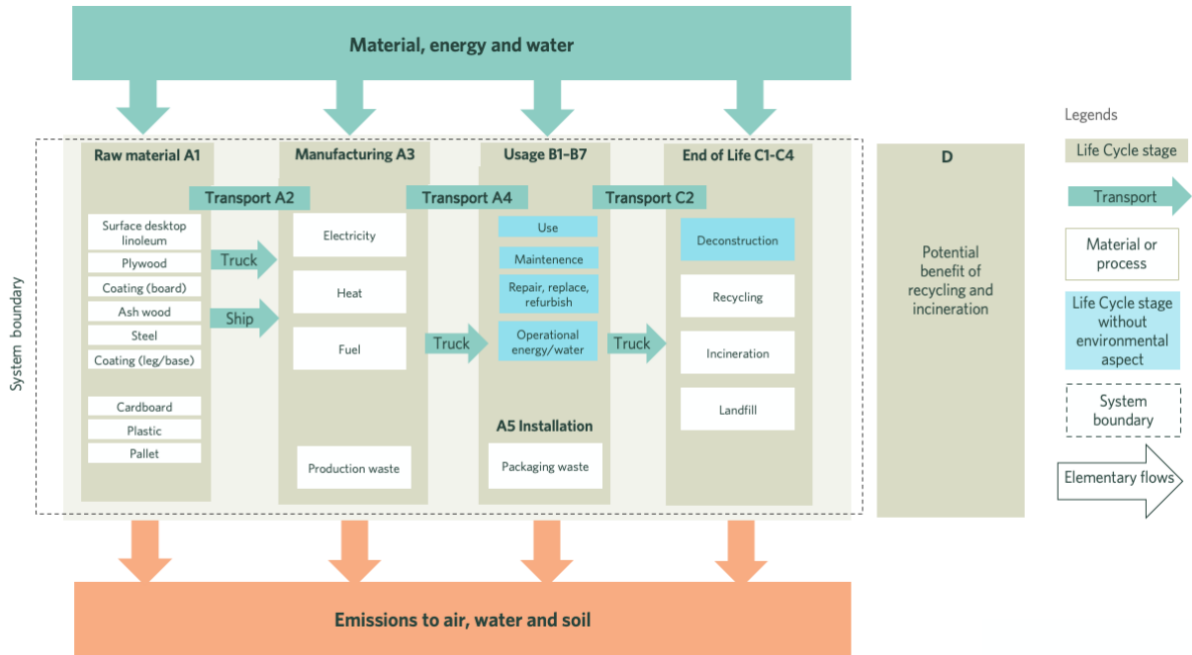 Material, energy and water
System boundary
Raw material A1
Transport A2
Surface desktop
linoleum
Plywood
Coating (board)
Ash wood
Steel
Coating (leg/base)
Cardboard
Plastic
Pallet
Truck
Ship
Manufacturing A3
Transport A4
Electricity
Heat
Fuel
Production waste
Truck
Usage B1–B7
Transport C2
Use
Maintenence
Repair, replace,
refurbish
Operational
energy/water
A5 Installation
Packaging waste
Truck
End of Life C1-C4
Deconstruction
Recycling
Incineration
Landfill
D
Potential
benefit of
recycling and
incineration
Legends
Life Cycle stage
Transport
Material or
process
Life Cycle stage
without
environmental
aspect
System
boundary
Elementary flows
Emissions to air, water and soil